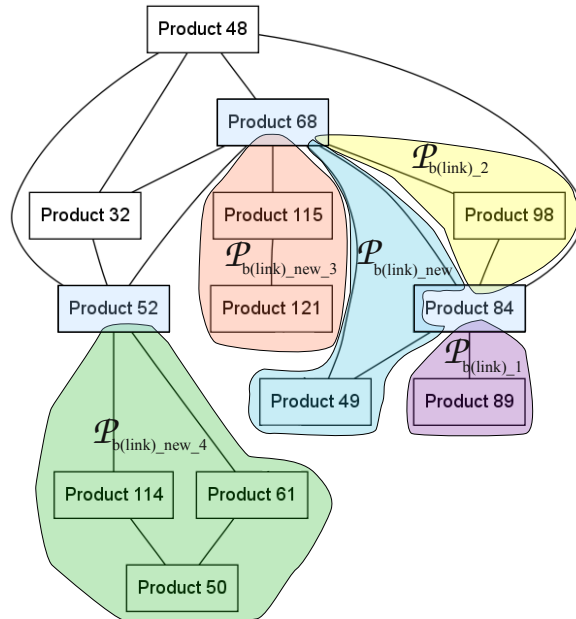 Product 48
Product 68
𝒫b(link)_2
Product 32
Product 115
Product 98
𝒫b(link)_new_3
𝒫b(link)_new
Product 52
Product 121
Product 84
𝒫b(link)_1
Product 49
Product 89
𝒫b(link)_new_4
Product 114
Product 61
Product 50